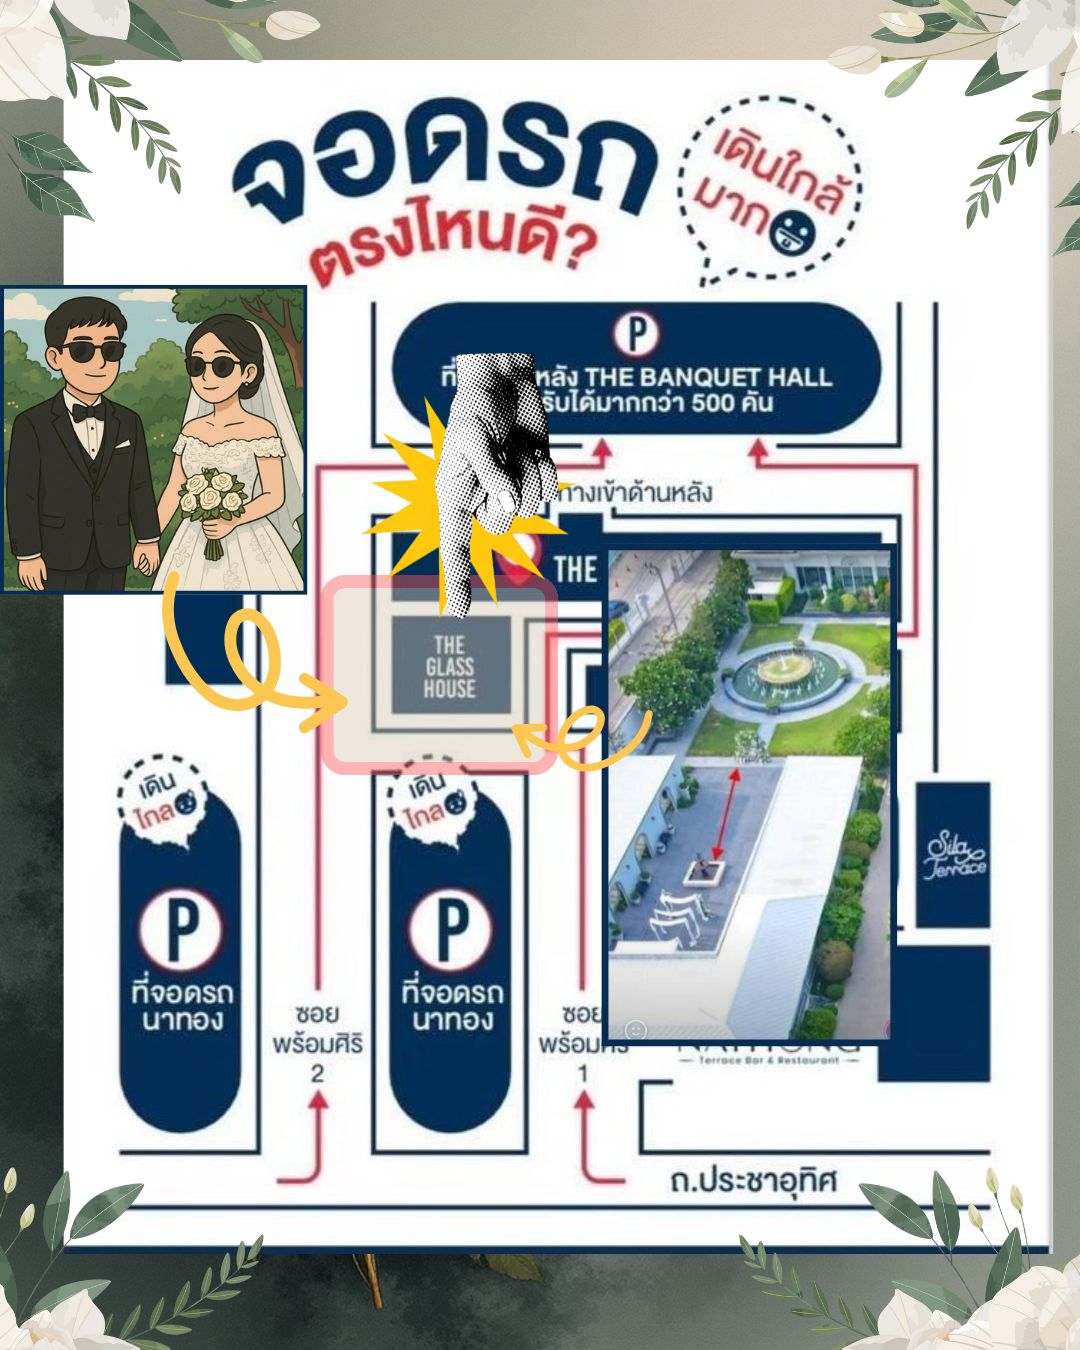 จอดรถ
ตรงไหนดี?
เดินใกล้
มาก
P
หลัง THE BANQUET HALL
รับได้มากกว่า 500 คัน
ทางเข้าด้านหลัง
THE
THE
GLASS
HOUSE
เดิน
ไกล
P
ที่จอดรถ
นาทอง
เดิน
ไกล
P
ที่จอดรถ
นาทอง
ซอย
พร้อมศิริ
2
ซอย
พร้อมศิริ
1
Sila
Terrace
Terrace Bar & Restaurant
ถ.ประชาอุทิศ